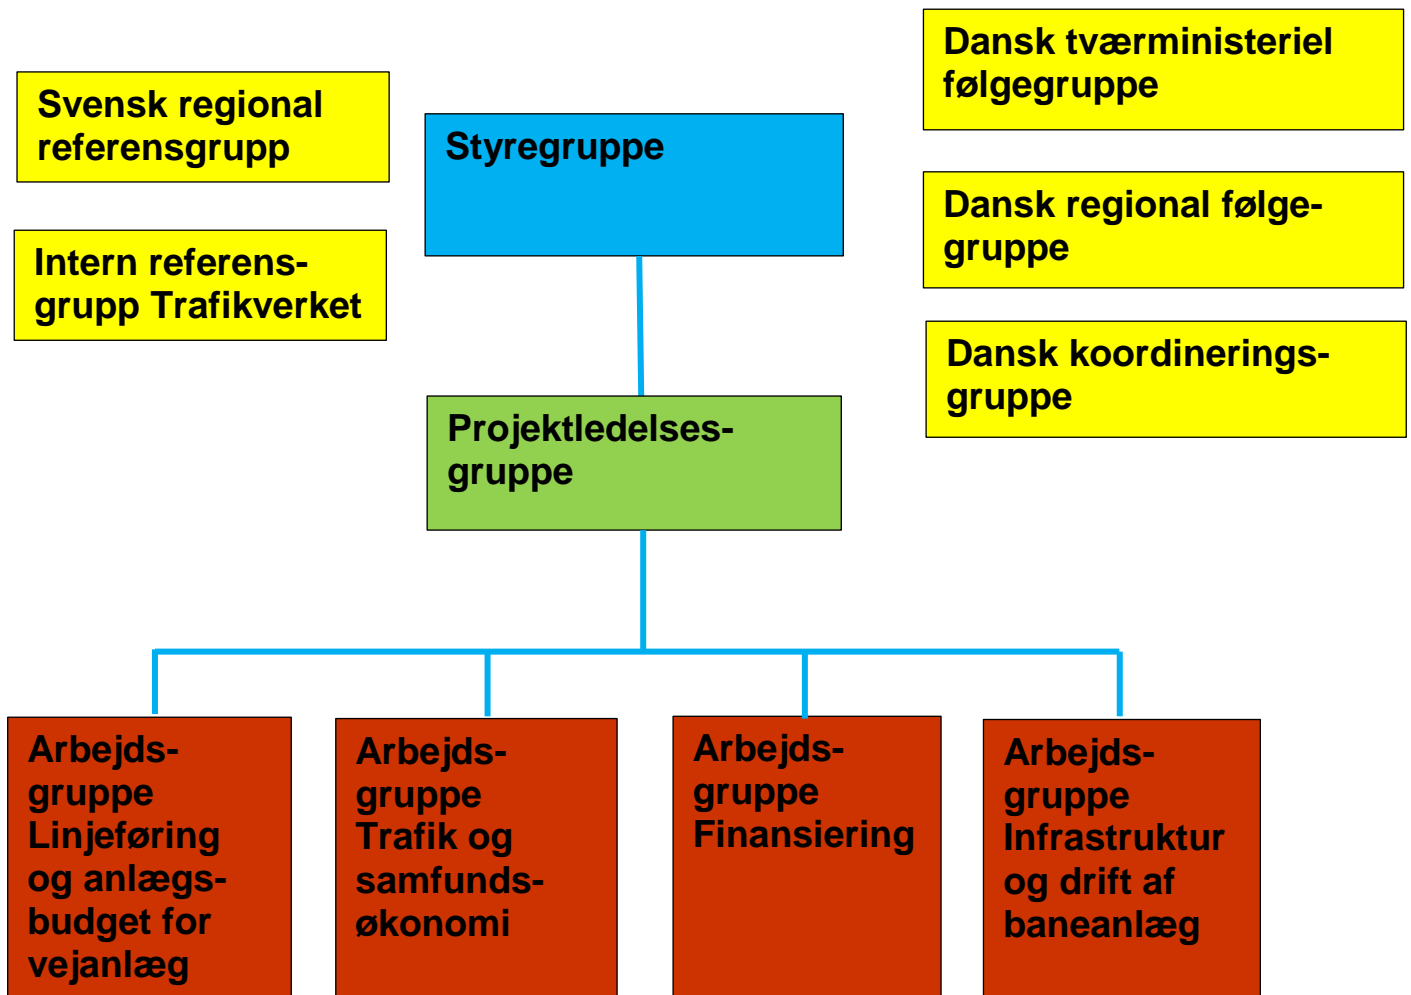 Svensk regional
referensgrupp
Intern referens-
grupp Trafikverket
Styregruppe
Dansk tværministeriel
følgegruppe
Dansk regional følge-
gruppe
Dansk koordinerings-
gruppe
Projektledelses-
gruppe
Arbejds-
gruppe
Linjeføring
og anlægs-
budget for
vejanlæg
Arbejds-
gruppe
Trafik og
samfunds-
økonomi
Arbejds-
gruppe
Finansiering
Arbejds-
gruppe
Infrastruktur
og drift af
baneanlæg